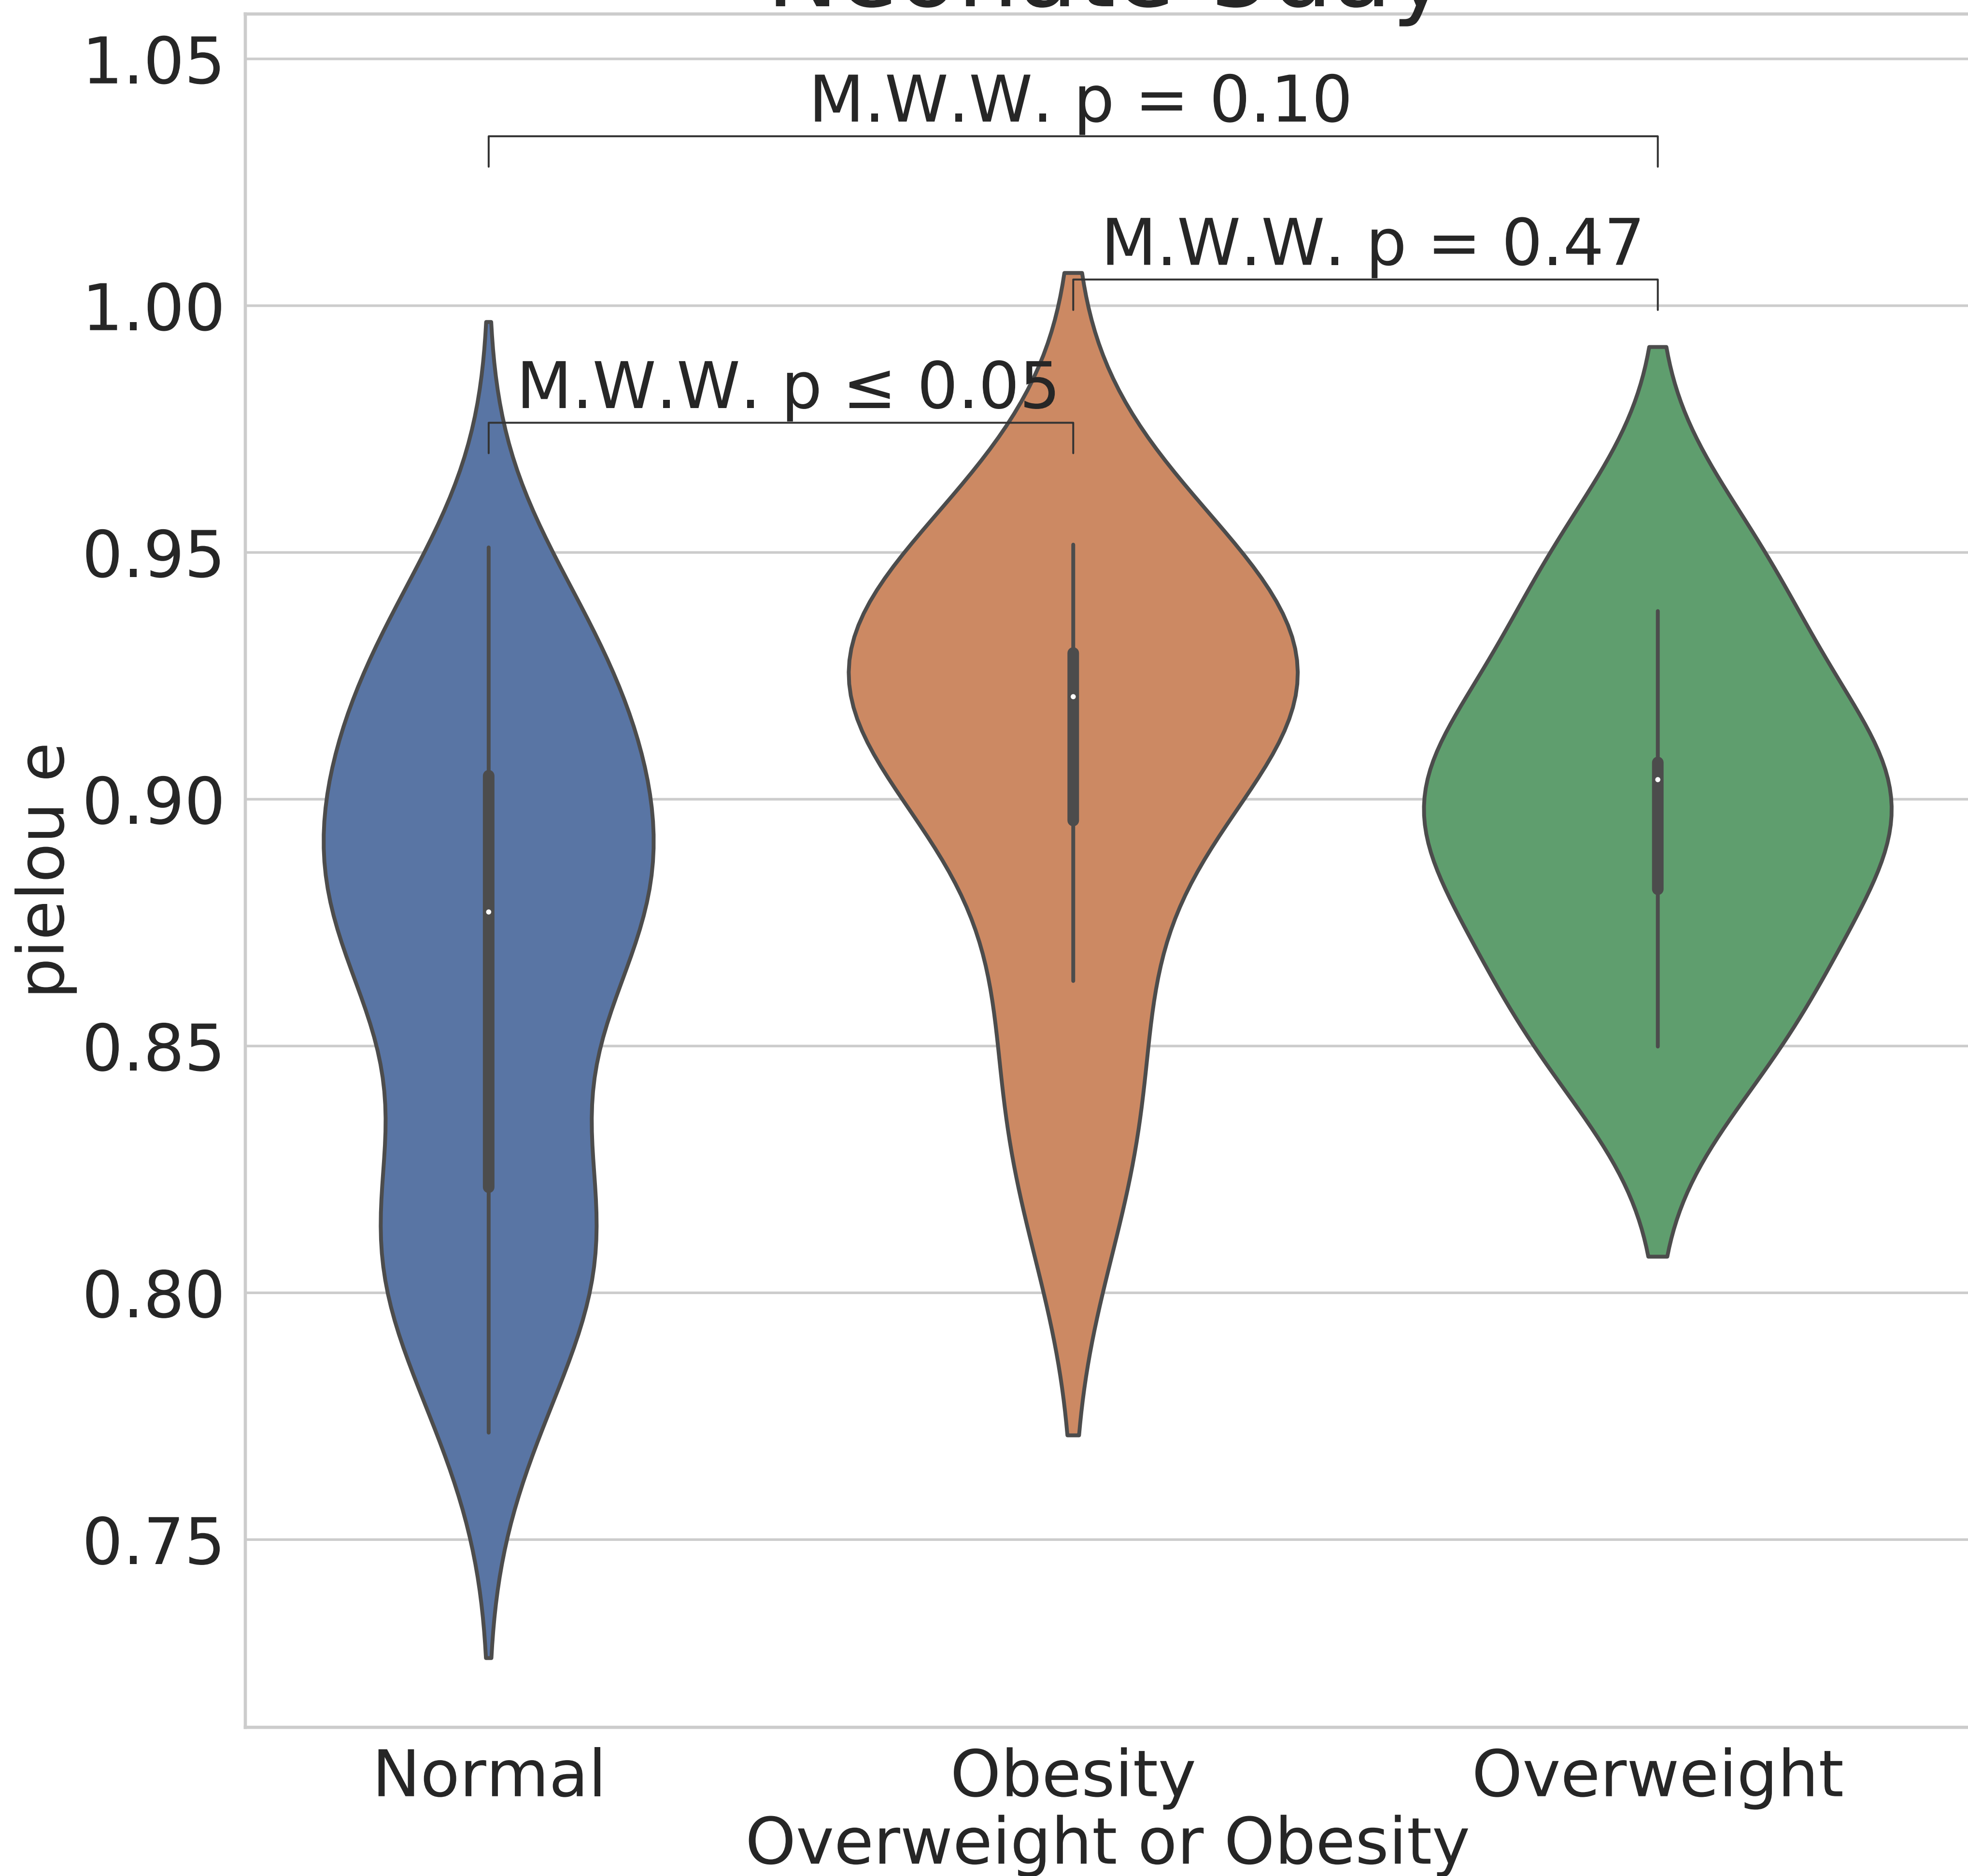 1.05
M.W.W. p = 0.10
M.W.W. p = 0.47
1.00
M.W.W. p ≤ 0.05
0.95
0.90
pielou e
0.85
0.80
0.75
Normal Obesity Overweight
Overweight or Obesity